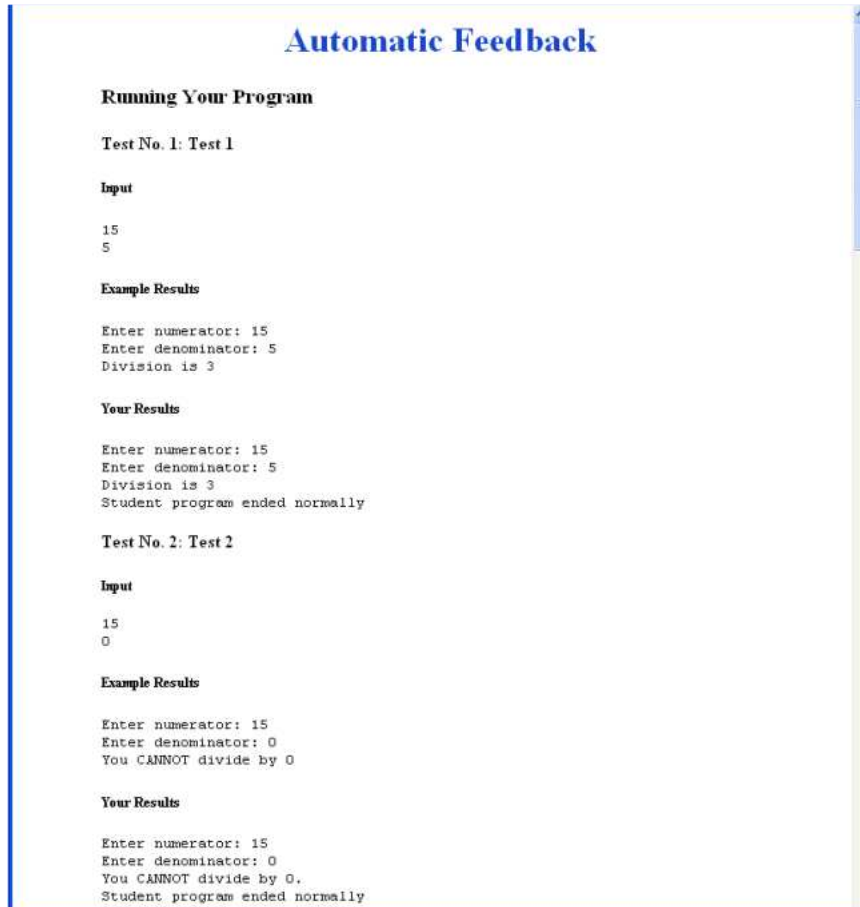 Automatic Feedback
Running Your Program
Test No. 1: Test 1
Input
15
5
Example Results
Enter numerator: 15
Enter denominator: 5
Division is 3
Your Results
Enter numerator: 15
Enter denominator: 5
Division is 3
Student program ended normally
Test No. 2: Test 2
Input
15
0
Example Results
Enter numerator: 15
Enter denominator: 0
You CANNOT divide by 0
Your Results
Enter numerator: 15
Enter denominator: 0
You CANNOT divide by 0.
Student program ended normally